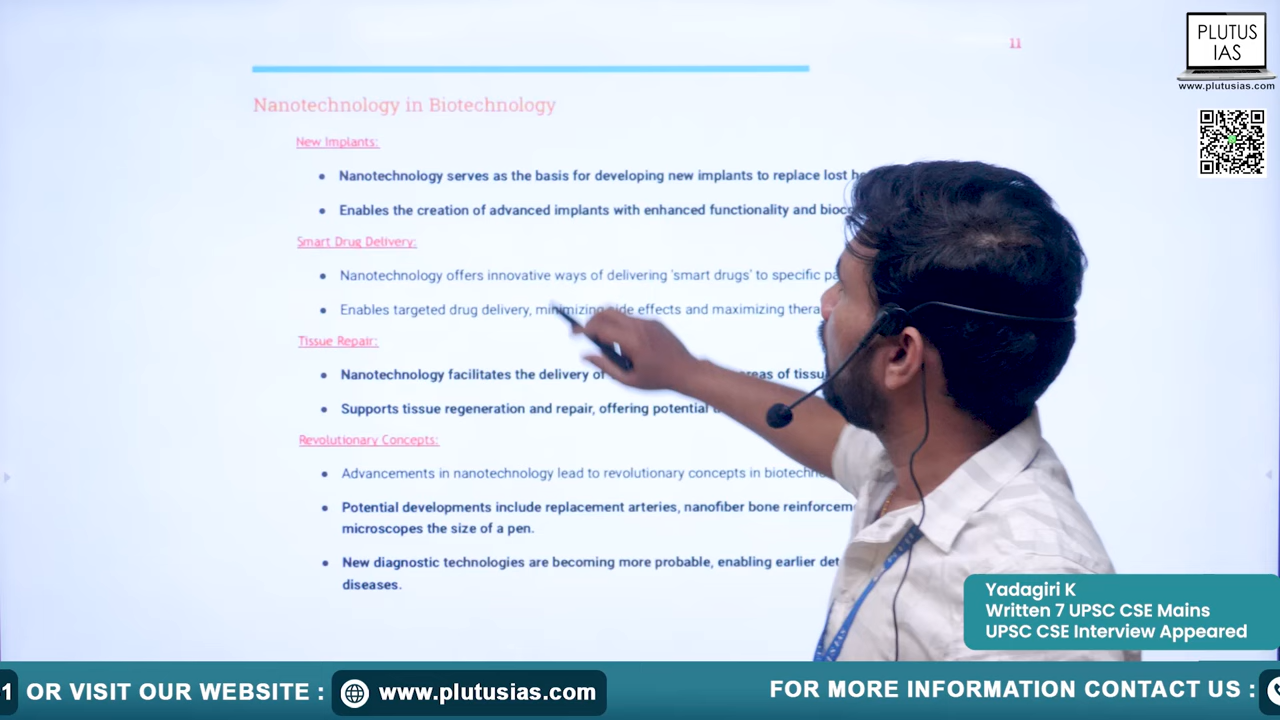 11
PLUTUS
IAS
www.plutusias.com
Nanotechnology in Biotechnology
New Implants:
• Nanotechnology serves as the basis for developing new implants to replace lost
• Enables the creation of advanced implants with enhanced functionality and
Smart Drug Delivery:
• Nanotechnology offers innovative ways of delivering 'smart drugs' to specific
• Enables targeted drug delivery, minimizing side effects and maximizing
Tissue Repair:
• Nanotechnology facilitates the delivery of areas of
• Supports tissue regeneration and repair, offering potential
Revolutionary Concepts:
• Advancements in nanotechnology lead to revolutionary concepts in
• Potential developments include replacement arteries, nanofiber bone
microscopes the size of a pen.
• New diagnostic technologies are becoming more probable, enabling earlier
diseases.
Yadagiri K
Written 7 UPSC CSE Mains
UPSC CSE Interview Appeared
1 OR VISIT OUR WEBSITE : www.plutusias.com FOR MORE INFORMATION CONTACT US :